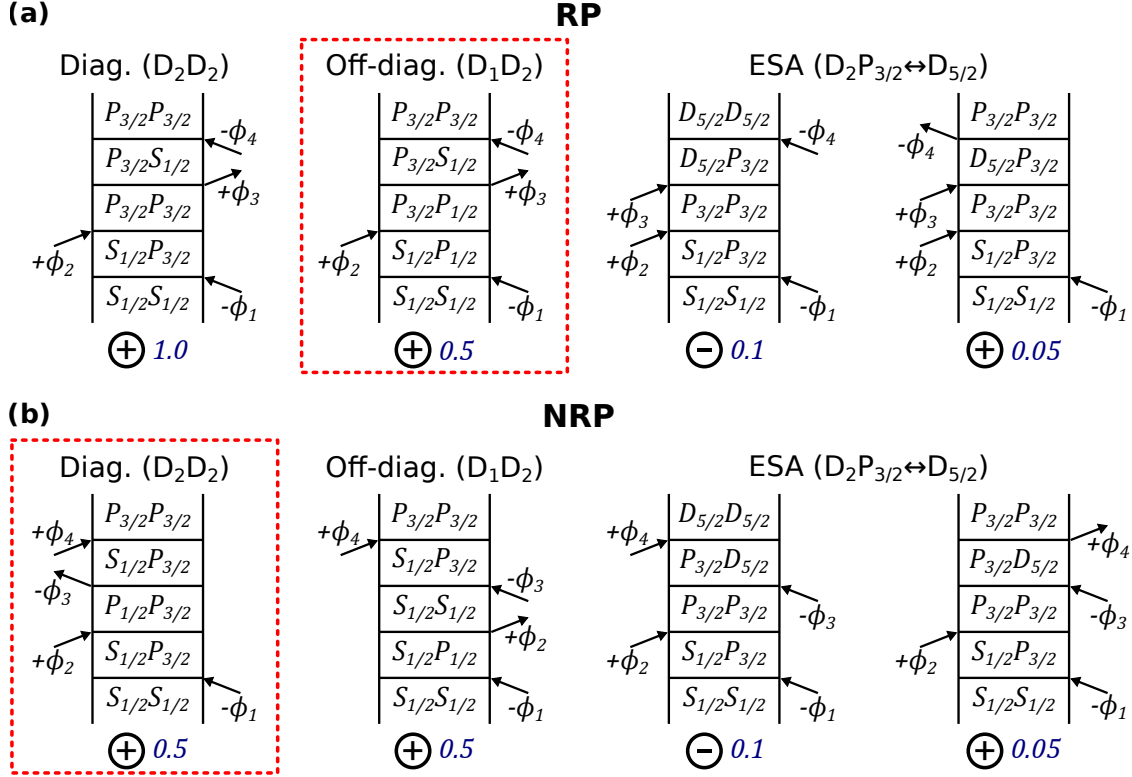 (a) RP
Diag. (D₂D₂) Off-diag. (D₁D₂) ESA (D₂P₃/₂↔D₅/₂)
P₃/₂P₃/₂ P₃/₂P₃/₂ D₅/₂D₅/₂ P₃/₂P₃/₂
-ϕ₄ -ϕ₄ -ϕ₄ -ϕ₄
P₃/₂S₁/₂ P₃/₂S₁/₂ D₅/₂P₃/₂ D₅/₂P₃/₂
+ϕ₃ +ϕ₃ +ϕ₃ +ϕ₃
P₃/₂P₃/₂ P₃/₂P₁/₂ P₃/₂P₃/₂ P₃/₂P₃/₂
+ϕ₂ +ϕ₂ +ϕ₂ +ϕ₂
S₁/₂P₃/₂ S₁/₂P₁/₂ S₁/₂P₃/₂ S₁/₂P₃/₂
S₁/₂S₁/₂ S₁/₂S₁/₂ S₁/₂S₁/₂ S₁/₂S₁/₂
-ϕ₁ -ϕ₁ -ϕ₁ -ϕ₁
+ 1.0 + 0.5 - 0.1 + 0.05
(b) NRP
Diag. (D₂D₂) Off-diag. (D₁D₂) ESA (D₂P₃/₂↔D₅/₂)
P₃/₂P₃/₂ P₃/₂P₃/₂ D₅/₂D₅/₂ P₃/₂P₃/₂
+ϕ₄ +ϕ₄ +ϕ₄ +ϕ₄
S₁/₂P₃/₂ S₁/₂P₃/₂ P₃/₂D₅/₂ P₃/₂D₅/₂
-ϕ₃ -ϕ₃ -ϕ₃ -ϕ₃
P₁/₂P₃/₂ S₁/₂S₁/₂ P₃/₂P₃/₂ P₃/₂P₃/₂
+ϕ₂ +ϕ₂ +ϕ₂ +ϕ₂
S₁/₂P₃/₂ S₁/₂P₁/₂ S₁/₂P₃/₂ S₁/₂P₃/₂
S₁/₂S₁/₂ S₁/₂S₁/₂ S₁/₂S₁/₂ S₁/₂S₁/₂
-ϕ₁ -ϕ₁ -ϕ₁ -ϕ₁
+ 0.5 + 0.5 - 0.1 + 0.05